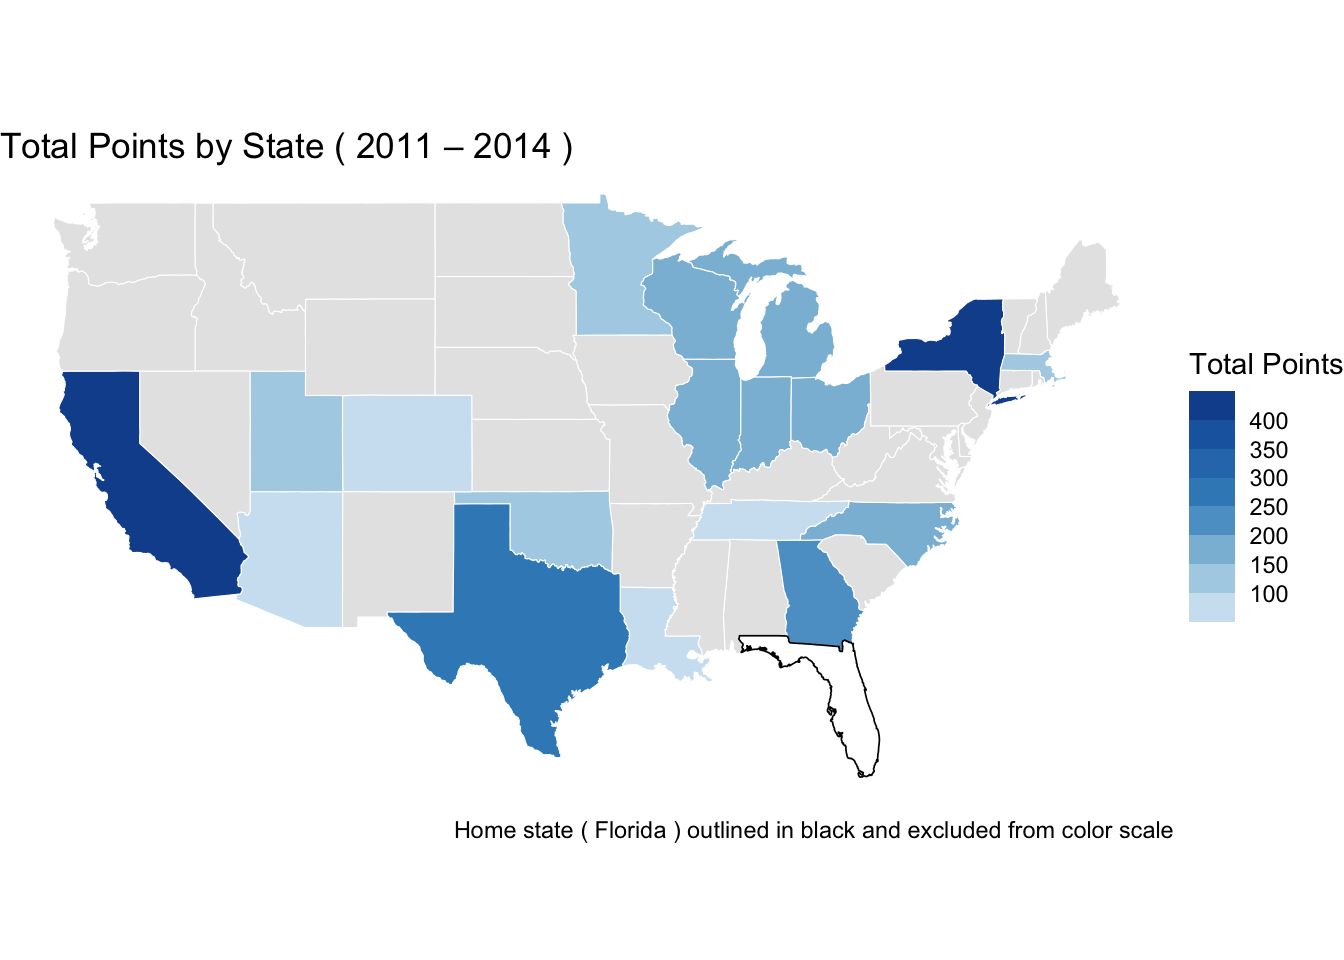 Total Points by State ( 2011 – 2014 )
Total Points
400
350
300
250
200
150
100
Home state ( Florida ) outlined in black and excluded from color scale